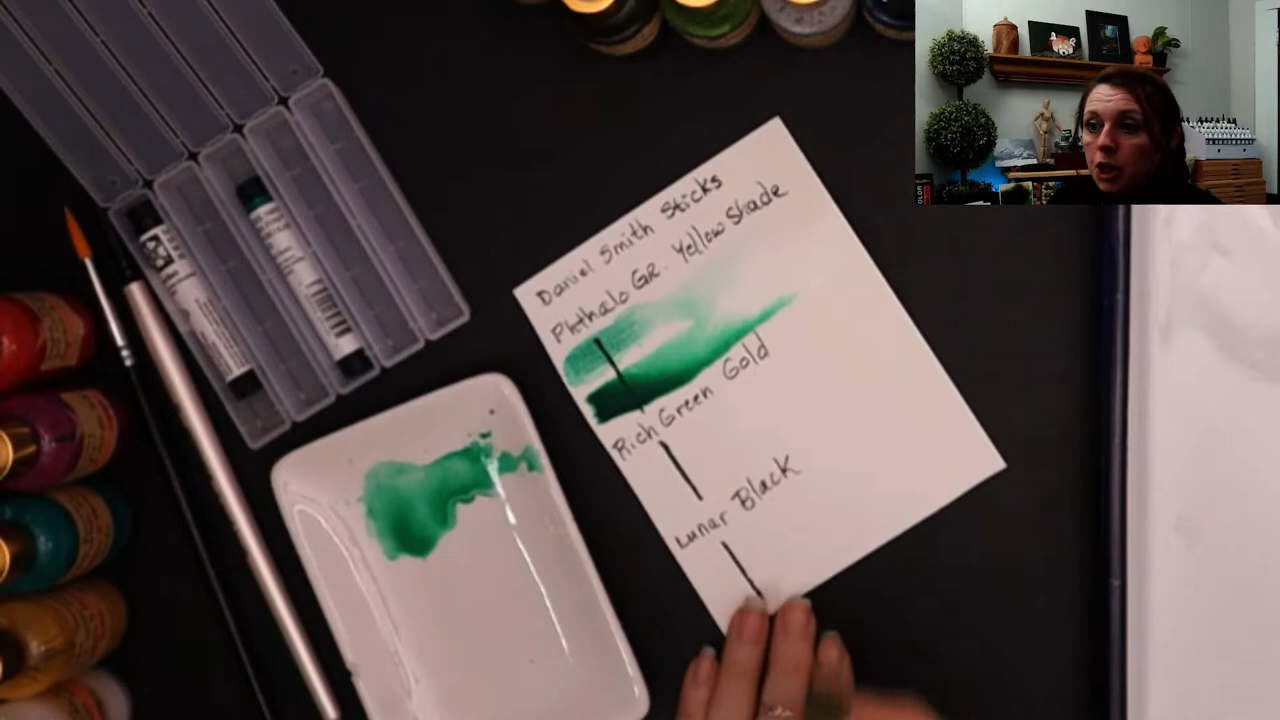 Daniel Smith Sticks
Phthalo GR. Yellow Shade
Rich Green Gold
Lunar Black